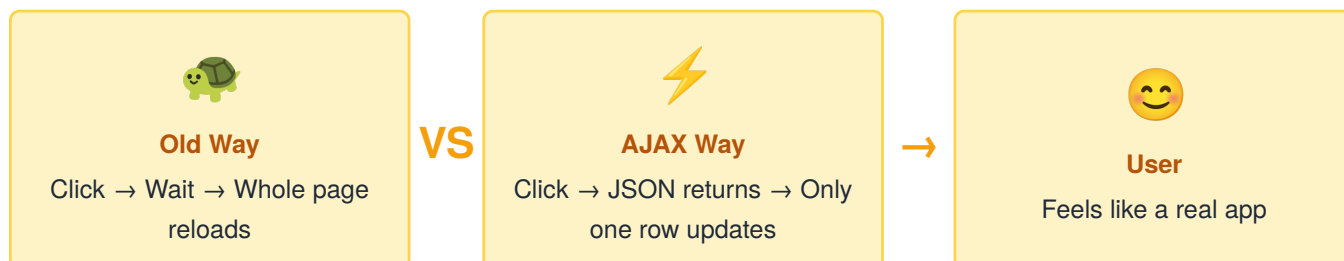 Old Way
Click → Wait → Whole page
reloads
VS
AJAX Way
Click → JSON returns → Only
one row updates
→
User
Feels like a real app